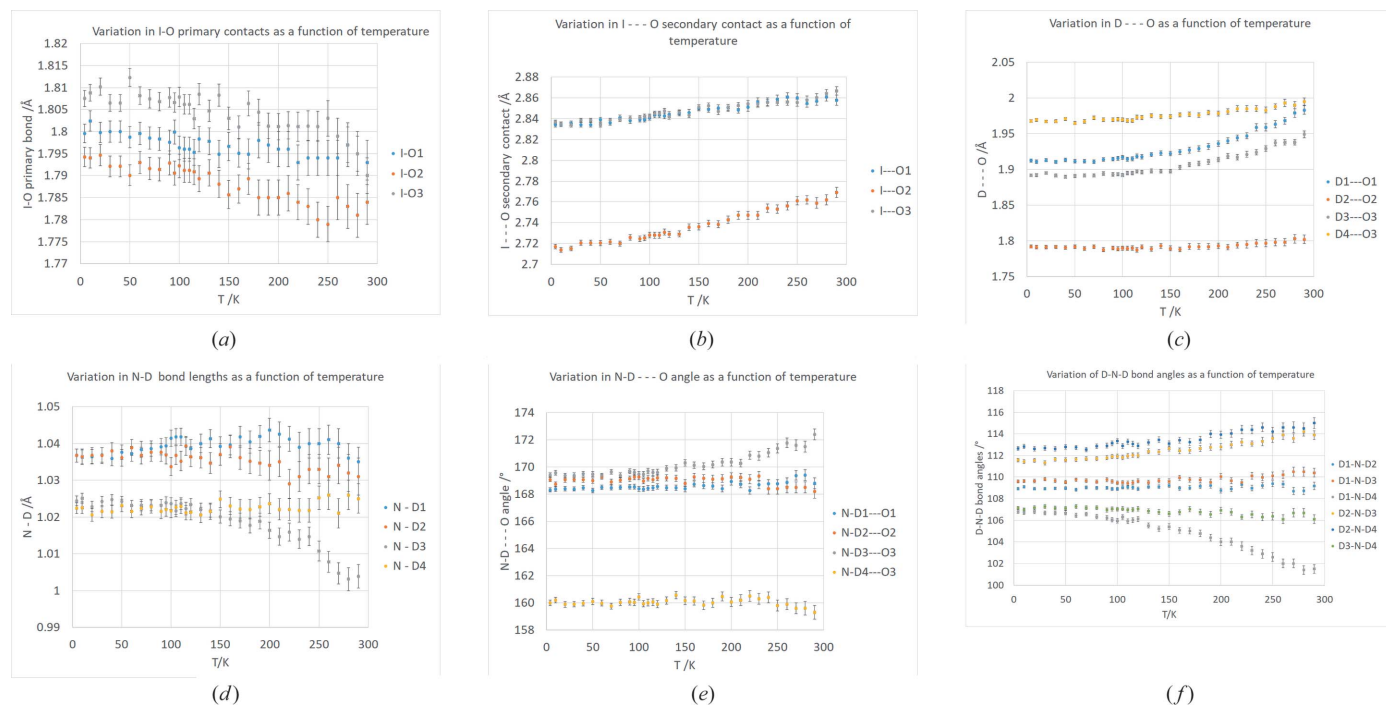 Variation in I-O primary contacts as a function of temperature
I-O primary bond /Å
1.82
1.815
1.81
1.805
1.8
1.795
1.79
1.785
1.78
1.775
1.77
0 50 100 150 200 250 300
T /K
I-O1
I-O2
I-O3
(a)
Variation in I - - - O secondary contact as a function of
temperature
I - - - O secondary contact /Å
2.88
2.86
2.84
2.82
2.8
2.78
2.76
2.74
2.72
2.7
0 50 100 150 200 250 300
T /K
I---O1
I---O2
I---O3
(b)
Variation in D - - - O as a function of temperature
D - - - O /Å
2.05
2
1.95
1.9
1.85
1.8
1.75
0 50 100 150 200 250 300
T /K
D1---O1
D2---O2
D3---O3
D4---O3
(c)
Variation in N-D bond lengths as a function of temperature
N - D /Å
1.05
1.04
1.03
1.02
1.01
1
0.99
0 50 100 150 200 250 300
T/K
N - D1
N - D2
N - D3
N - D4
(d)
Variation in N-D - - - O angle as a function of temperature
N-D - - - O angle /°
174
172
170
168
166
164
162
160
158
0 50 100 150 200 250 300
T/K
N-D1---O1
N-D2---O2
N-D3---O3
N-D4---O3
(e)
Variation of D-N-D bond angles as a function of temperature
D-N-D bond angles /°
118
116
114
112
110
108
106
104
102
100
0 50 100 150 200 250 300
T/K
D1-N-D2
D1-N-D3
D1-N-D4
D2-N-D3
D2-N-D4
D3-N-D4
(f)